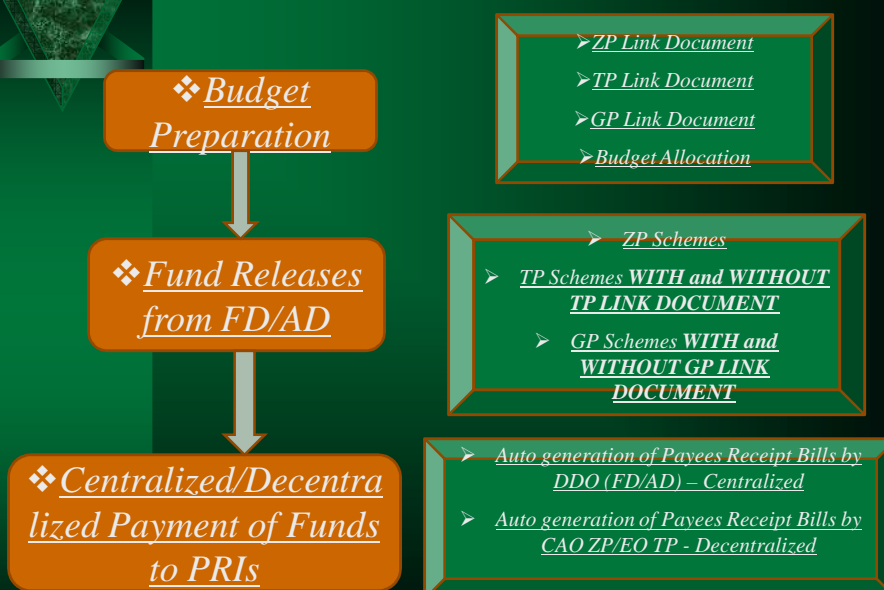 ❖Budget
Preparation
➢ZP Link Document
➢TP Link Document
➢GP Link Document
➢Budget Allocation
❖Fund Releases
from FD/AD
➢ ZP Schemes
➢ TP Schemes WITH and WITHOUT
TP LINK DOCUMENT
➢ GP Schemes WITH and
WITHOUT GP LINK
DOCUMENT
❖Centralized/Decentra
lized Payment of Funds
to PRIs
➢ Auto generation of Payees Receipt Bills by
DDO (FD/AD) – Centralized
➢ Auto generation of Payees Receipt Bills by
CAO ZP/EO TP - Decentralized